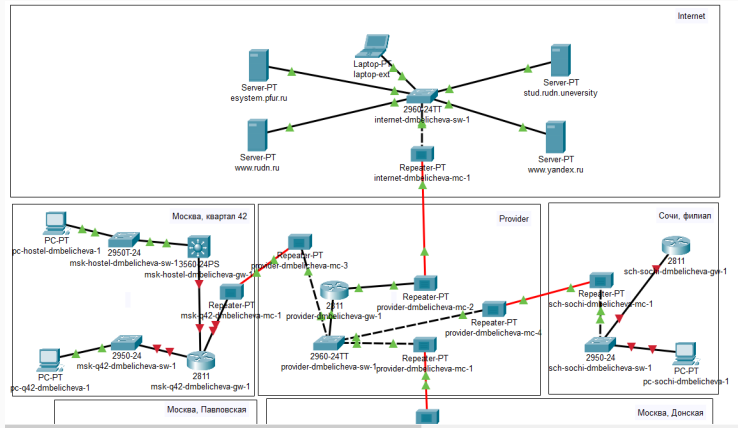 Internet
Laptop-PT
laptop-ext
Server-PT
esystem.pfur.ru
Server-PT
stud.rudn.uneversity
2960-24TT
internet-dmbelicheva-sw-1
Server-PT
www.rudn.ru
Server-PT
www.yandex.ru
Repeater-PT
internet-dmbelicheva-mc-1
Москва, квартал 42
Provider
Сочи, филиал
PC-PT
pc-hostel-dmbelicheva-1
2950T-24
msk-hostel-dmbelicheva-sw-1
3560-24PS
msk-hostel-dmbelicheva-gw-1
Repeater-PT
provider-dmbelicheva-mc-3
2811
sch-sochi-dmbelicheva-gw-1
Repeater-PT
msk-q42-dmbelicheva-mc-1
2811
provider-dmbelicheva-gw-1
Repeater-PT
provider-dmbelicheva-mc-2
Repeater-PT
sch-sochi-dmbelicheva-mc-1
Repeater-PT
provider-dmbelicheva-mc-4
PC-PT
pc-q42-dmbelicheva-1
2950-24
msk-q42-dmbelicheva-sw-1
2811
msk-q42-dmbelicheva-gw-1
2960-24TT
provider-dmbelicheva-sw-1
Repeater-PT
provider-dmbelicheva-mc-1
2950-24
sch-sochi-dmbelicheva-sw-1
PC-PT
pc-sochi-dmbelicheva-1
Москва, Павловская
Москва, Донская